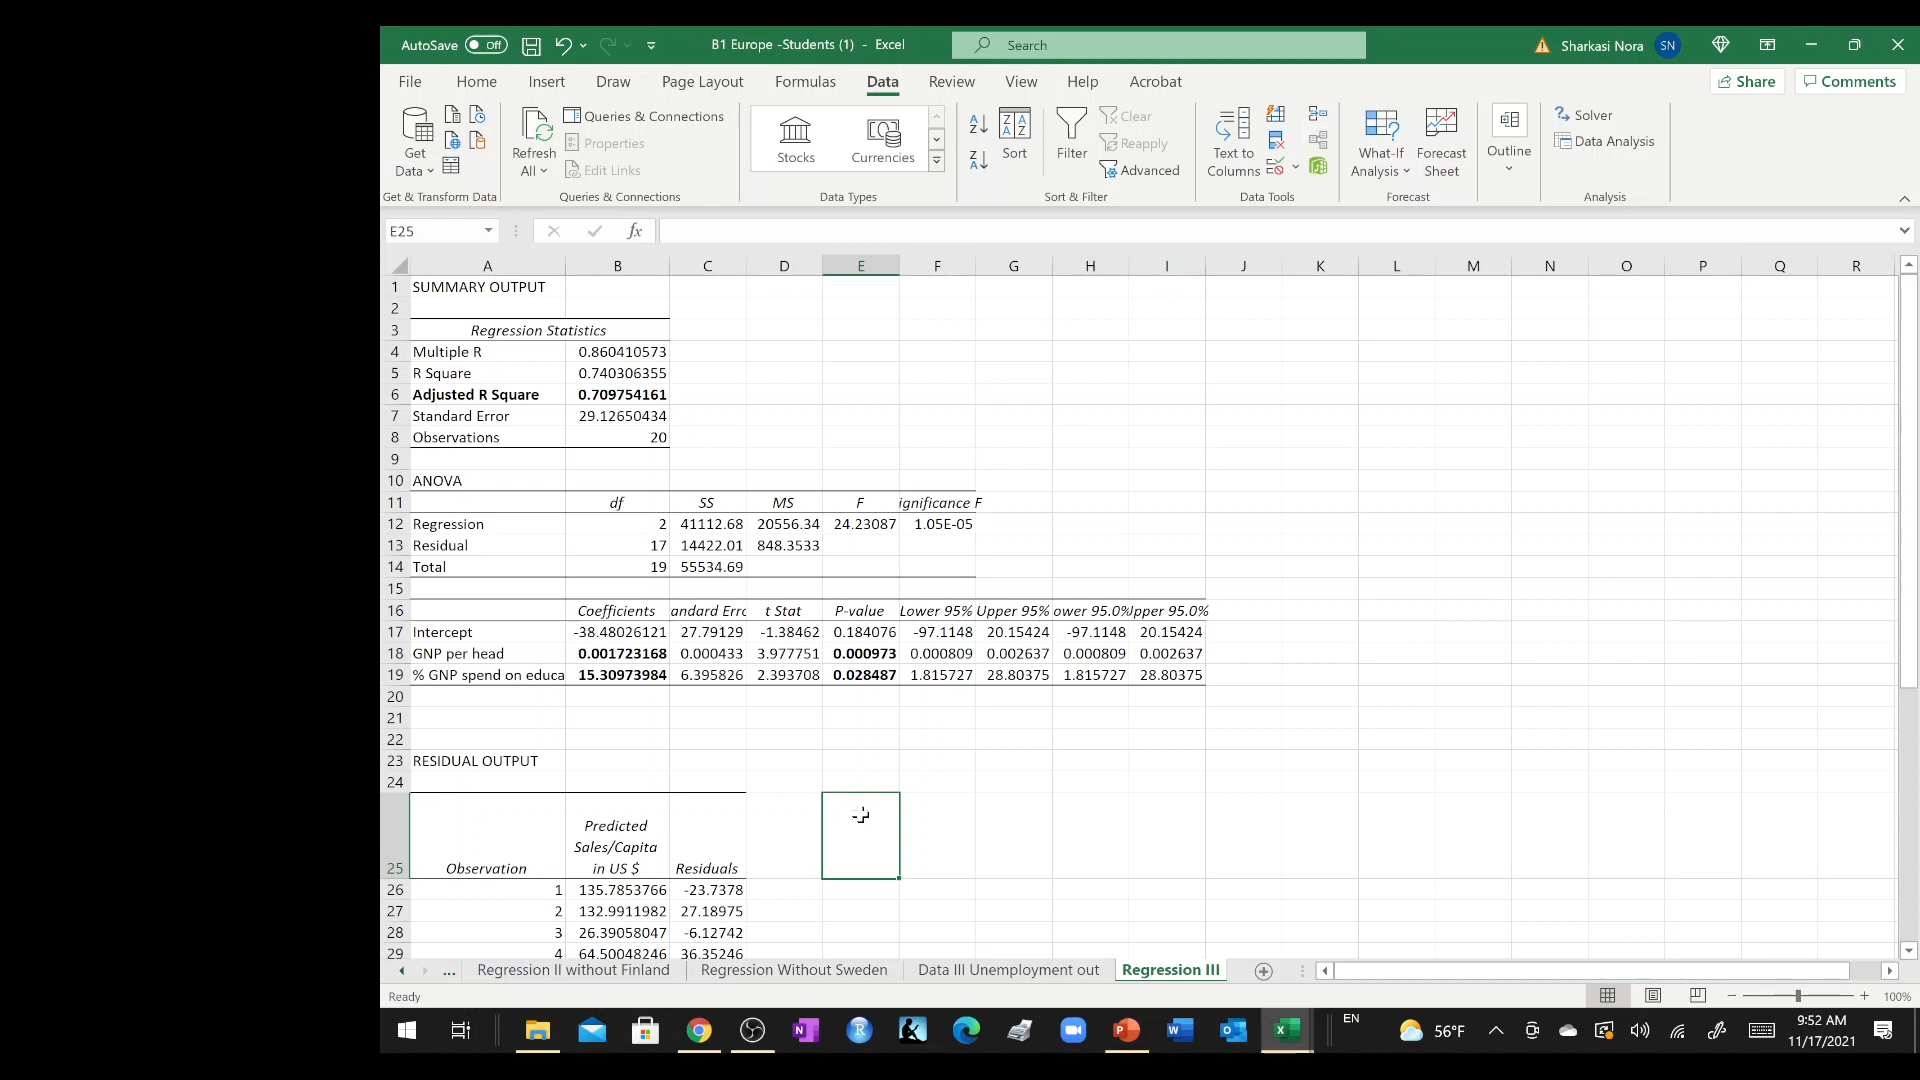 AutoSave Off B1 Europe -Students (1) - Excel Search Sharkasi Nora SN
File Home Insert Draw Page Layout Formulas Data Review View Help Acrobat Share Comments
Get Data Refresh All Queries & Connections Properties Edit Links Stocks Currencies Sort Filter Clear Reapply Advanced Text to Columns What-If Analysis Forecast Sheet Outline Solver Data Analysis
Get & Transform Data Queries & Connections Data Types Sort & Filter Data Tools Forecast Analysis
E25 fx
A B C D E F G H I J K L M N O P Q R
1 SUMMARY OUTPUT
2
3 Regression Statistics
4 Multiple R 0.860410573
5 R Square 0.740306355
6 Adjusted R Square 0.709754161
7 Standard Error 29.12650434
8 Observations 20
9
10 ANOVA
11 df SS MS F ignificance F
12 Regression 2 41112.68 20556.34 24.23087 1.05E-05
13 Residual 17 14422.01 848.3533
14 Total 19 55534.69
15
16 Coefficients andard Erro t Stat P-value Lower 95% Upper 95% ower 95.0% Upper 95.0%
17 Intercept -38.48026121 27.79129 -1.38462 0.184076 -97.1148 20.15424 -97.1148 20.15424
18 GNP per head 0.001723168 0.000433 3.977751 0.000973 0.000809 0.002637 0.000809 0.002637
19 % GNP spend on educa 15.30973984 6.395826 2.393708 0.028487 1.815727 28.80375 1.815727 28.80375
20
21
22
23 RESIDUAL OUTPUT
24
25 Observation Predicted Sales/Capita in US $ Residuals
26 1 135.7853766 -23.7378
27 2 132.9911982 27.18975
28 3 26.39058047 -6.12742
29 4 64.50048246 36.35246
... Regression II without Finland Regression Without Sweden Data III Unemployment out Regression III
Ready 100%
EN 56°F 9:52 AM
11/17/2021